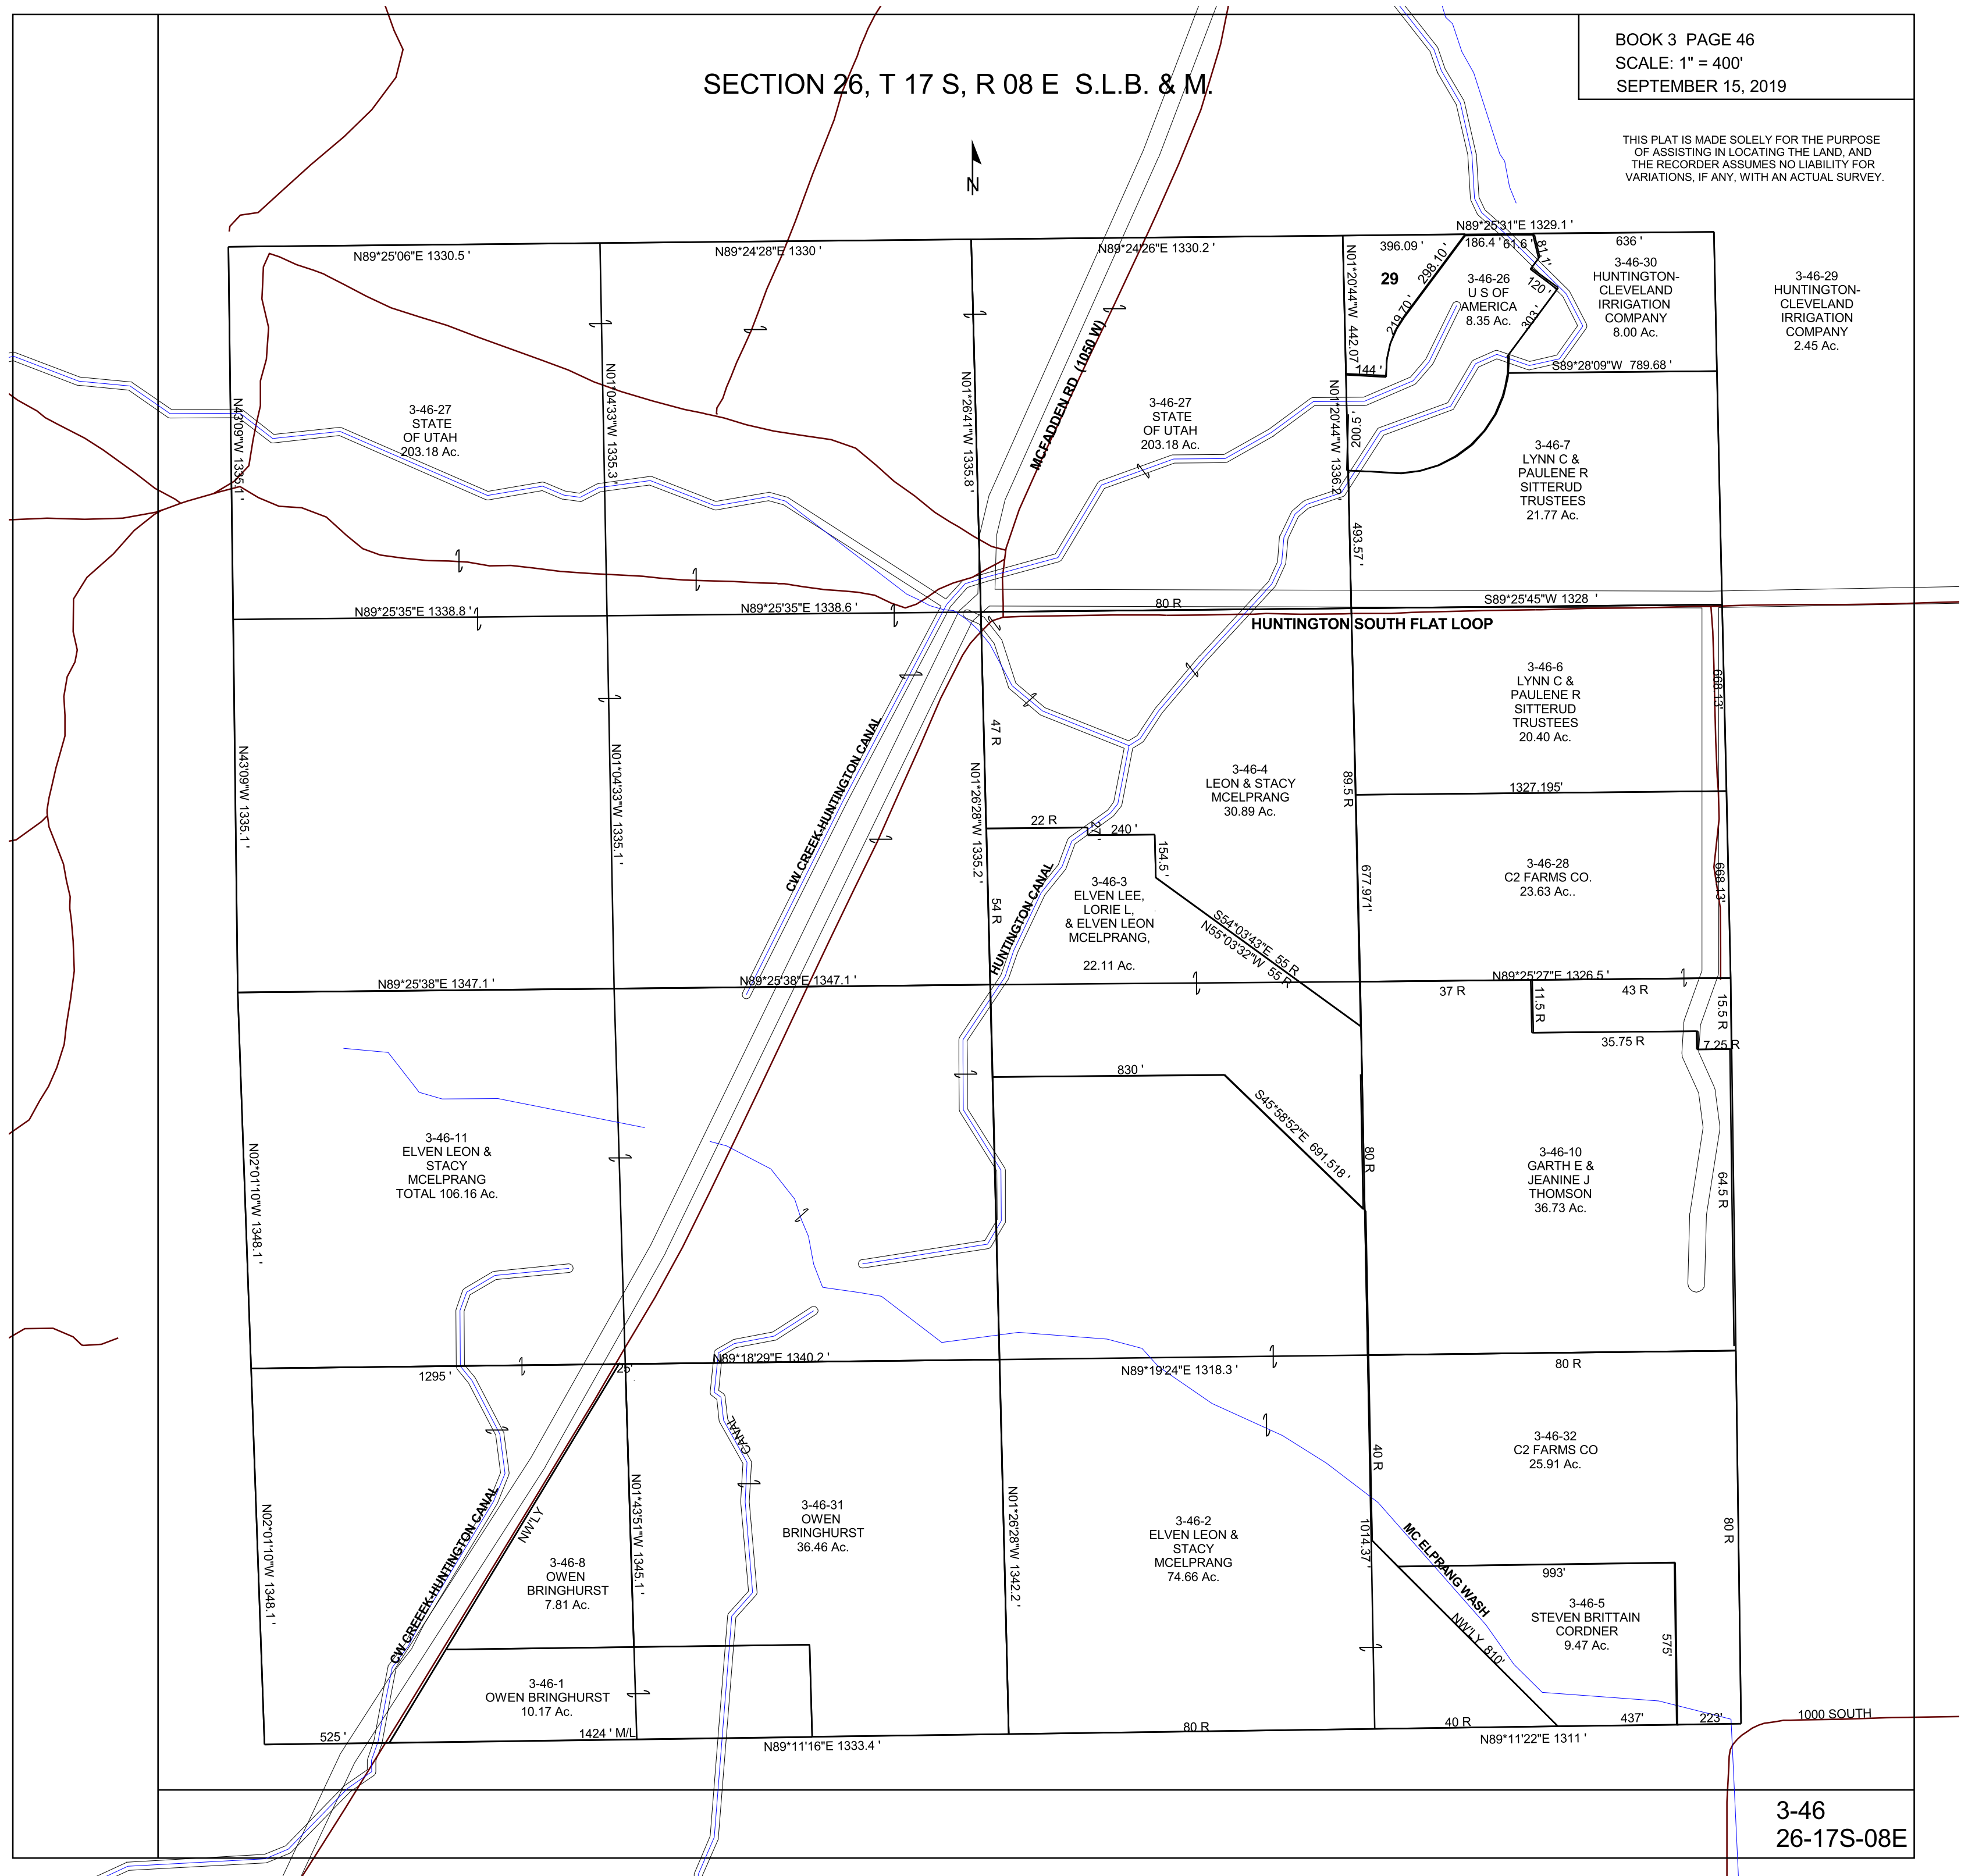 BOOK 3 PAGE 46
SCALE: 1" = 400'
SEPTEMBER 15, 2019
SECTION 26, T 17 S, R 08 E S.L.B. & M.
THIS PLAT IS MADE SOLELY FOR THE PURPOSE
OF ASSISTING IN LOCATING THE LAND, AND
THE RECORDER ASSUMES NO LIABILITY FOR
VARIATIONS, IF ANY, WITH AN ACTUAL SURVEY.
N
N89*25'06"E 1330.5 '
N89*24'28"E 1330 '
N89*24'26"E 1330.2 '
N89*25'31"E 1329.1 '
396.09 '
186.4 '
61.6 '
81.7'
636 '
29
298.10 '
219.70 '
144 '
N01*20'44"W 442.07 '
3-46-26
U S OF
AMERICA
8.35 Ac.
120 '
303 '
3-46-30
HUNTINGTON-
CLEVELAND
IRRIGATION
COMPANY
8.00 Ac.
3-46-29
HUNTINGTON-
CLEVELAND
IRRIGATION
COMPANY
2.45 Ac.
S89*28'09"W 789.68 '
N43'09"W 1335.1 '
3-46-27
STATE
OF UTAH
203.18 Ac.
N01*04'33"W 1335.3 '
N01*26'41"W 1335.8 '
MCFADDEN RD (1050 W)
3-46-27
STATE
OF UTAH
203.18 Ac.
N01*20'44"W 1336.2 '
200.5 '
493.57 '
3-46-7
LYNN C &
PAULENE R
SITTERUD
TRUSTEES
21.77 Ac.
N89*25'35"E 1338.8 '
N89*25'35"E 1338.6 '
80 R
S89*25'45"W 1328 '
HUNTINGTON SOUTH FLAT LOOP
3-46-6
LYNN C &
PAULENE R
SITTERUD
TRUSTEES
20.40 Ac.
668.13'
1327.195'
N43'09"W 1335.1 '
N01*04'33"W 1335.1 '
CW CREEK-HUNTINGTON CANAL
47 R
N01*26'28"W 1335.2 '
3-46-4
LEON & STACY
MCELPRANG
30.89 Ac.
89.5 R
22 R
27 '
240 '
154.5 '
3-46-3
ELVEN LEE,
LORIE L,
& ELVEN LEON
MCELPRANG,
22.11 Ac.
54 R
HUNTINGTON CANAL
S54*03'43"E 55 R
N55*03'32"W 55 R
677.971'
3-46-28
C2 FARMS CO.
23.63 Ac..
668.13'
N89*25'38"E 1347.1 '
N89*25'38"E 1347.1 '
N89*25'27"E 1326.5 '
37 R
43 R
11.5 R
15.5 R
35.75 R
7.25 R
830 '
S45*58'52"E 691.518 '
80 R
3-46-11
ELVEN LEON &
STACY
MCELPRANG
TOTAL 106.16 Ac.
N02*01'10"W 1348.1 '
3-46-10
GARTH E &
JEANINE J
THOMSON
36.73 Ac.
64.5 R
1295 '
N89*18'29"E 1340.2 '
N89*19'24"E 1318.3 '
80 R
CANAL
40 R
3-46-32
C2 FARMS CO
25.91 Ac.
N02*01'10"W 1348.1 '
CW CREEEK-HUNTINGTON CANAL
NW'LY
3-46-8
OWEN
BRINGHURST
7.81 Ac.
N01*43'51"W 1345.1 '
3-46-31
OWEN
BRINGHURST
36.46 Ac.
N01*26'28"W 1342.2 '
3-46-2
ELVEN LEON &
STACY
MCELPRANG
74.66 Ac.
1014.37 '
MC ELPRANG WASH
80 R
993'
NW'LY 810'
3-46-5
STEVEN BRITTAIN
CORDNER
9.47 Ac.
575'
3-46-1
OWEN BRINGHURST
10.17 Ac.
525 '
1424 ' M/L
N89*11'16"E 1333.4 '
80 R
40 R
437'
223'
N89*11'22"E 1311 '
1000 SOUTH
3-46
26-17S-08E